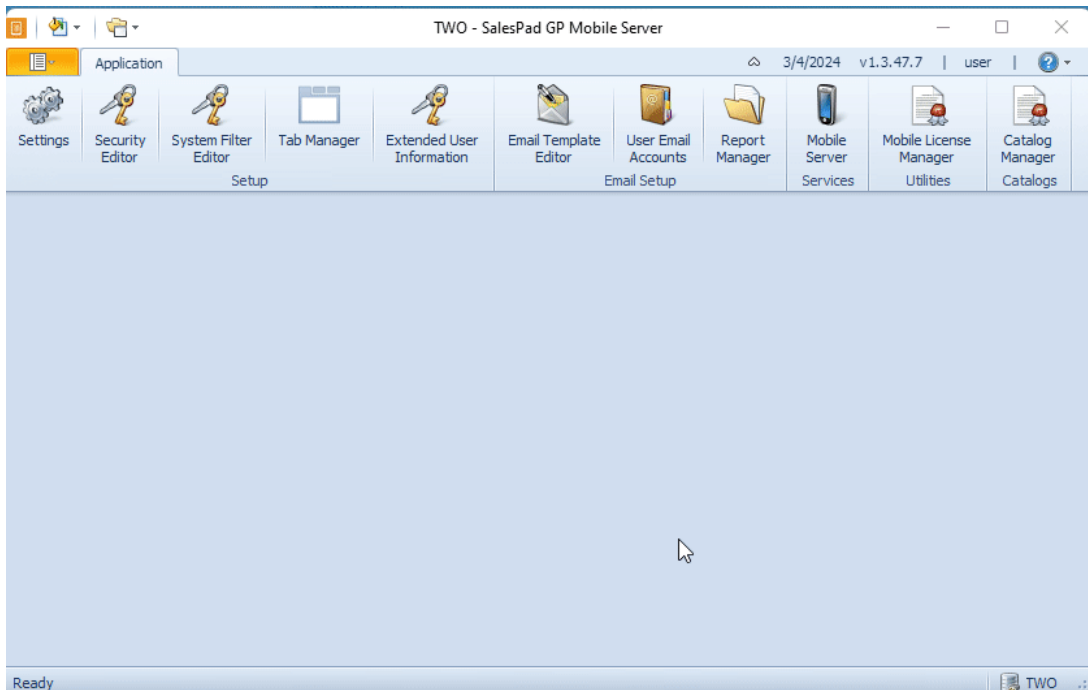 TWO - SalesPad GP Mobile Server
Application
3/4/2024 v1.3.47.7 | user |
Settings
Security
Editor
System Filter
Editor
Tab Manager
Extended User
Information
Email Template
Editor
User Email
Accounts
Report
Manager
Mobile
Server
Mobile License
Manager
Catalog
Manager
Setup
Email Setup
Services
Utilities
Catalogs
Ready
TWO